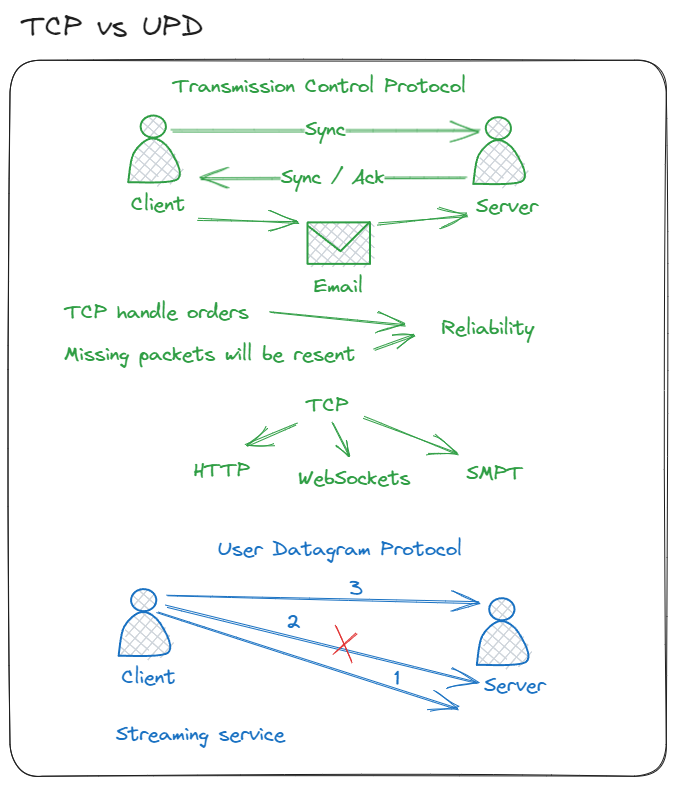 TCP vs UPD
Transmission Control Protocol
Sync
Sync / Ack
Client
Server
Email
TCP handle orders
Reliability
Missing packets will be resent
TCP
HTTP
WebSockets
SMPT
User Datagram Protocol
3
2
1
Client
Server
Streaming service